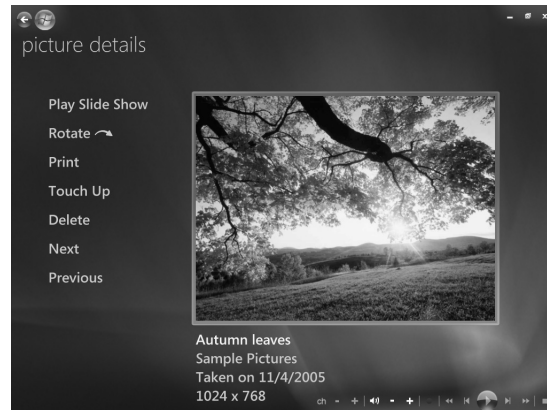 picture details
Play Slide Show
Rotate
Print
Touch Up
Delete
Next
Previous
Autumn leaves
Sample Pictures
Taken on 11/4/2005
1024 x 768
ch - +
- +